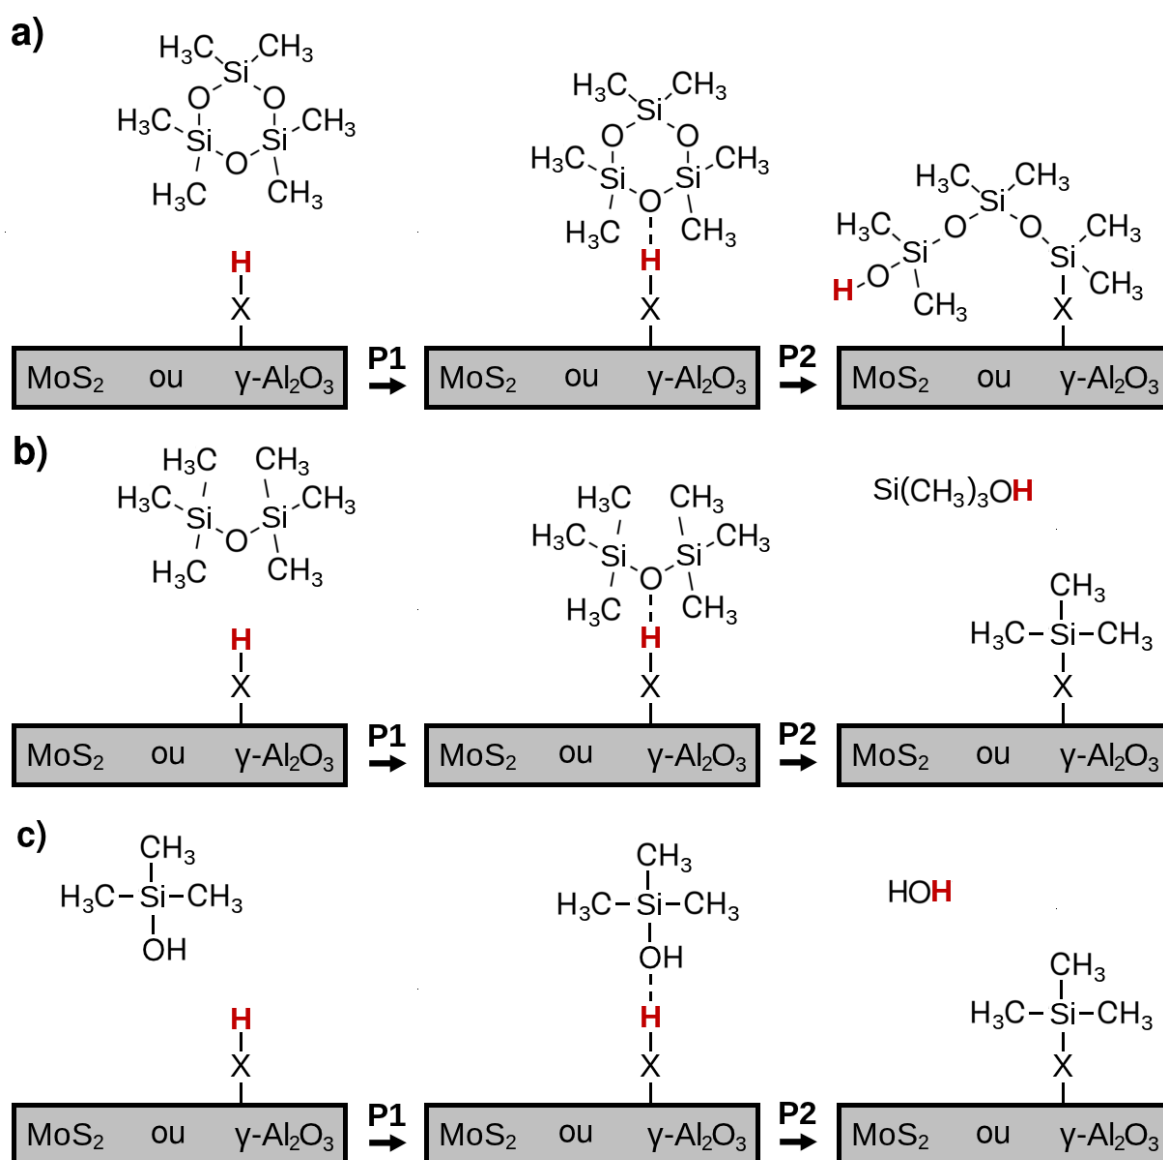 a)
H₃C CH₃
Si
O O
H₃C Si Si CH₃
O
H₃C CH₃
H
X
MoS₂ ou γ-Al₂O₃
P1
H₃C CH₃
Si
O O
H₃C Si Si CH₃
O
H₃C CH₃
H
X
MoS₂ ou γ-Al₂O₃
P2
H₃C CH₃
Si
H₃C O O CH₃
Si Si
H O CH₃ CH₃
X
MoS₂ ou γ-Al₂O₃
b)
H₃C CH₃
H₃C Si Si CH₃
O
H₃C CH₃
H
X
MoS₂ ou γ-Al₂O₃
P1
H₃C CH₃
H₃C Si Si CH₃
O
H₃C CH₃
H
X
MoS₂ ou γ-Al₂O₃
P2
Si(CH₃)₃OH
CH₃
H₃C Si CH₃
X
MoS₂ ou γ-Al₂O₃
c)
CH₃
H₃C Si CH₃
OH
H
X
MoS₂ ou γ-Al₂O₃
P1
CH₃
H₃C Si CH₃
OH
H
X
MoS₂ ou γ-Al₂O₃
P2
HOH
CH₃
H₃C Si CH₃
X
MoS₂ ou γ-Al₂O₃